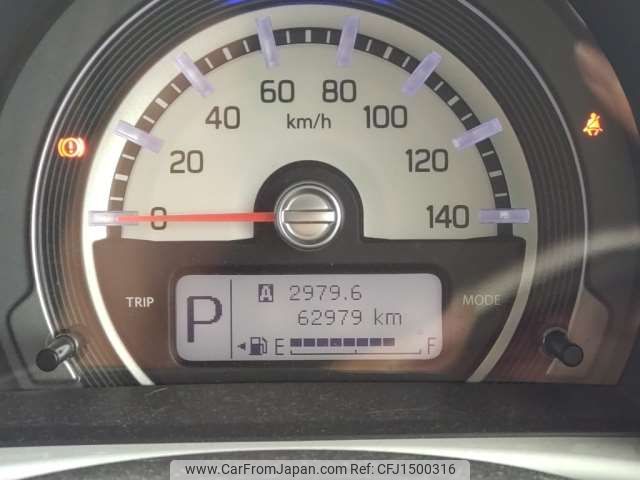 60 80
40 100
km/h
20 120
0 140
A 2979.6
TRIP P 62979 km MODE
E F
www.CarFromJapan.com ID: CFJ1500316